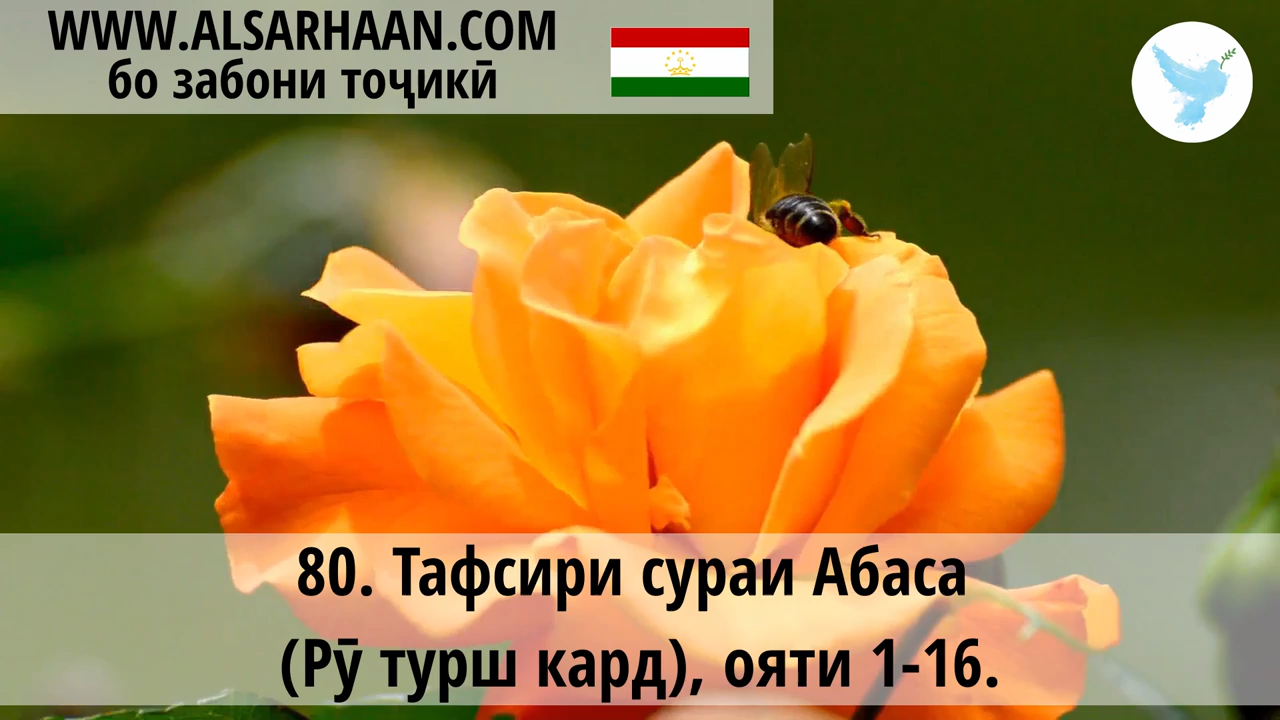 WWW.ALSARHAAN.COM
бо забони тоҷикӣ
80. Тафсири сураи Абаса
(Рӯ турш кард), ояти 1-16.